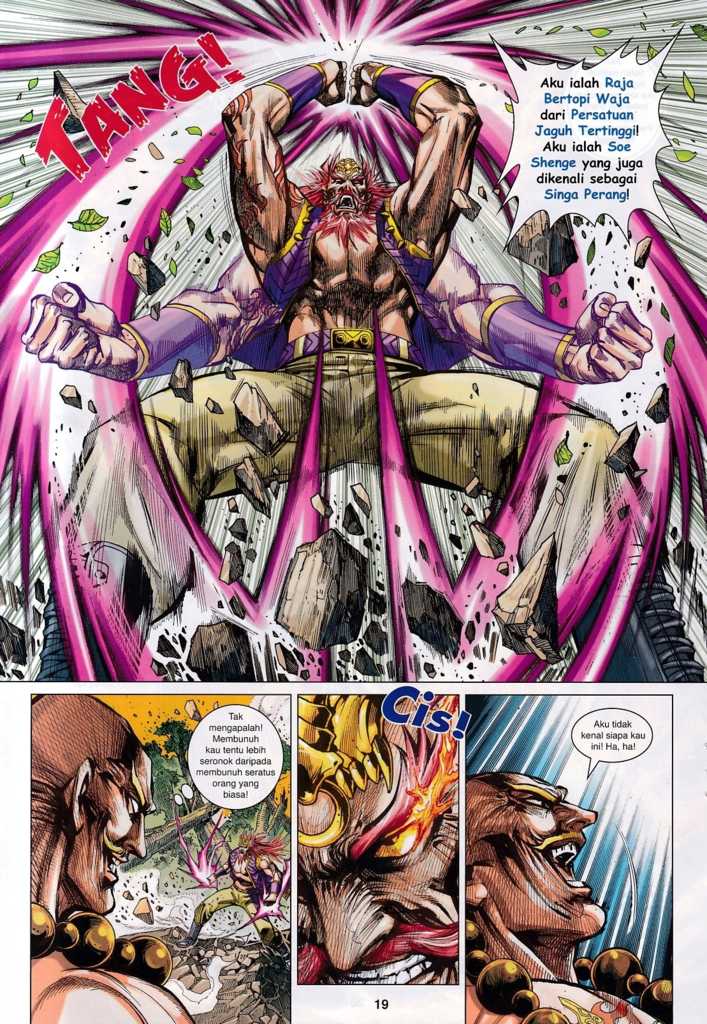 TANG!
Aku ialah Raja
Bertopi Waja
dari Persatuan
Jaguh Tertinggi!
Aku ialah Soe
Shenge yang juga
dikenali sebagai
Singa Perang!
Tak
mengapalah!
Membunuh
kau tentu lebih
seronok daripada
membunuh seratus
orang yang
biasa!
Cis!
Aku tidak
kenal siapa kau
ini! Ha, ha!
19